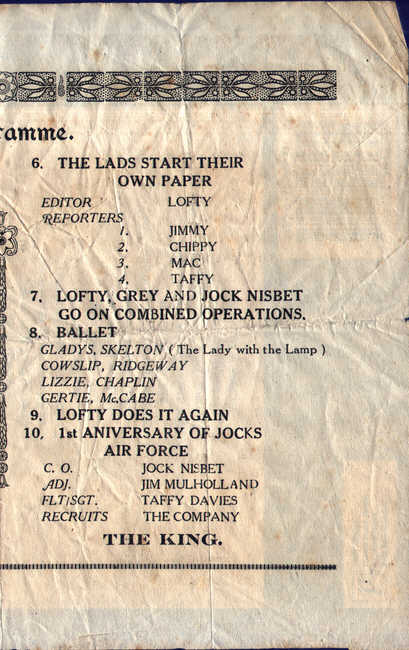 ramme.
6. THE LADS START THEIR
OWN PAPER
EDITOR LOFTY
REPORTERS
1. JIMMY
2. CHIPPY
3. MAC
4. TAFFY
7. LOFTY, GREY AND JOCK NISBET
GO ON COMBINED OPERATIONS.
8. BALLET
GLADYS, SKELTON ( The Lady with the Lamp )
COWSLIP, RIDGEWAY
LIZZIE, CHAPLIN
GERTIE, Mc.CABE
9. LOFTY DOES IT AGAIN
10, 1st ANIVERSARY OF JOCKS
AIR FORCE
C. O. JOCK NISBET
ADJ. JIM MULHOLLAND
FLT/SGT. TAFFY DAVIES
RECRUITS THE COMPANY
THE KING.